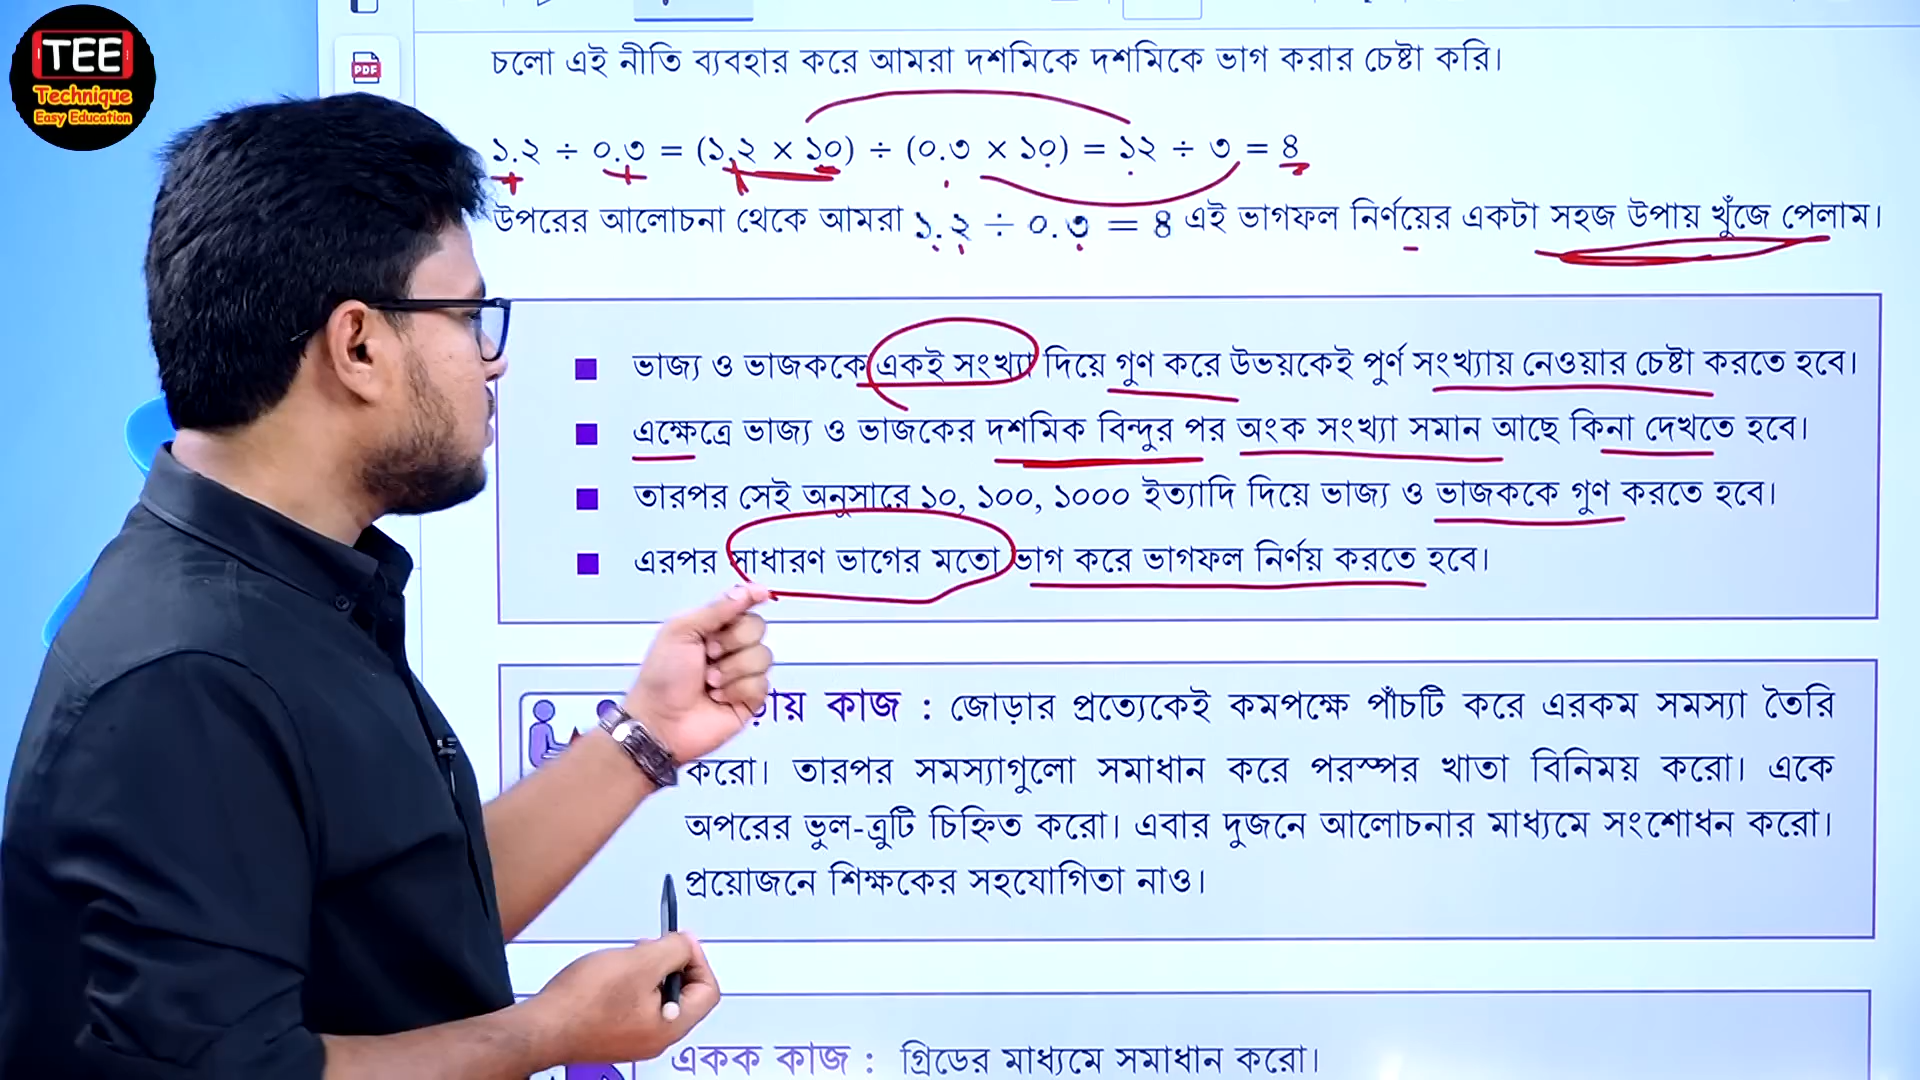 TEE
Technique
Easy Education
PDF
চলো এই নীতি ব্যবহার করে আমরা দশমিকে দশমিকে ভাগ করার চেষ্টা করি।
১.২ ÷ ০.৩ = (১.২ × ১০) ÷ (০.৩ × ১০) = ১২ ÷ ৩ = ৪
উপরের আলোচনা থেকে আমরা ১.২ ÷ ০.৩ = ৪ এই ভাগফল নির্ণয়ের একটা সহজ উপায় খুঁজে পেলাম।
■ ভাজ্য ও ভাজককে একই সংখ্যা দিয়ে গুণ করে উভয়কেই পুর্ণ সংখ্যায় নেওয়ার চেষ্টা করতে হবে।
■ এক্ষেত্রে ভাজ্য ও ভাজকের দশমিক বিন্দুর পর অংক সংখ্যা সমান আছে কিনা দেখতে হবে।
■ তারপর সেই অনুসারে ১০, ১০০, ১০০০ ইত্যাদি দিয়ে ভাজ্য ও ভাজককে গুণ করতে হবে।
■ এরপর সাধারণ ভাগের মতো ভাগ করে ভাগফল নির্ণয় করতে হবে।
কাজ : জোড়ার প্রত্যেকেই কমপক্ষে পাঁচটি করে এরকম সমস্যা তৈরি
করো। তারপর সমস্যাগুলো সমাধান করে পরস্পর খাতা বিনিময় করো। একে
অপরের ভুল-ত্রুটি চিহ্নিত করো। এবার দুজনে আলোচনার মাধ্যমে সংশোধন করো।
প্রয়োজনে শিক্ষকের সহযোগিতা নাও।
একক কাজ : গ্রিডের মাধ্যমে সমাধান করো।